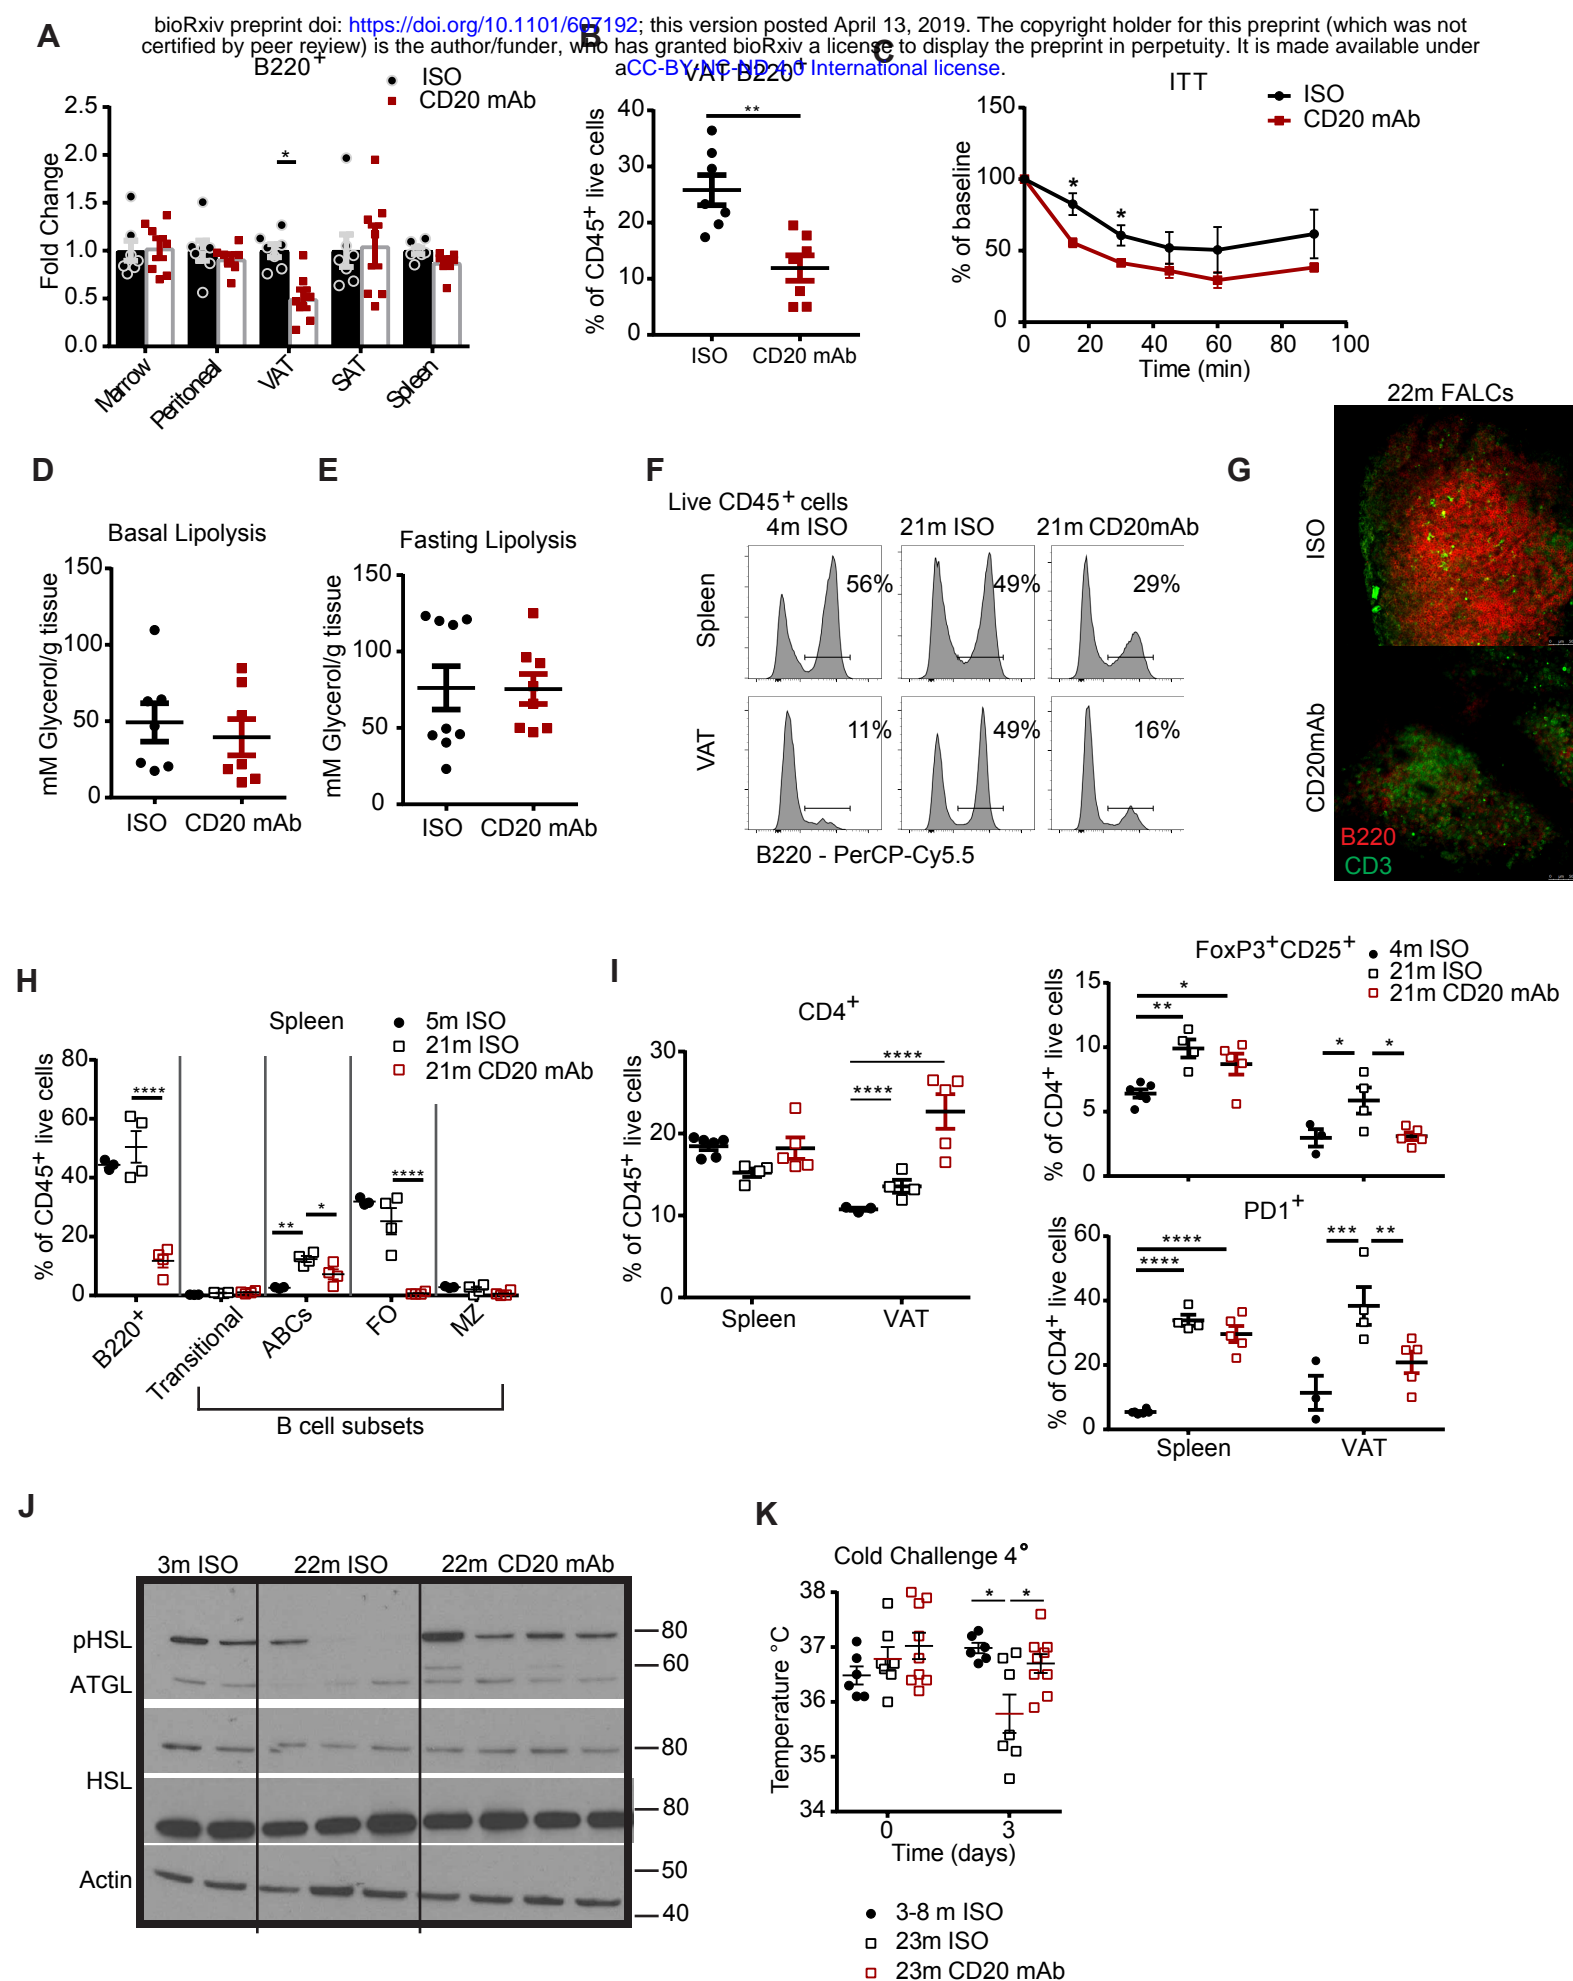 bioRxiv preprint doi: https://doi.org/10.1101/607192; this version posted April 13, 2019. The copyright holder for this preprint (which was not
certified by peer review) is the author/funder, who has granted bioRxiv a license to display the preprint in perpetuity. It is made available under
aCC-BY-NC-ND 4.0 International license.
A
B220+
ISO
CD20 mAb
Fold Change
2.5
2.0
1.5
1.0
0.5
0.0
*
Marrow
Peritoneal
VAT
SAT
Spleen
B
VAT B220+
% of CD45+ live cells
40
30
20
10
0
**
ISO
CD20 mAb
C
ITT
ISO
CD20 mAb
% of baseline
150
100
50
0
*
*
0 20 40 60 80 100
Time (min)
D
Basal Lipolysis
mM Glycerol/g tissue
150
100
50
0
ISO CD20 mAb
E
Fasting Lipolysis
mM Glycerol/g tissue
150
100
50
0
ISO CD20 mAb
F
Live CD45+ cells
4m ISO 21m ISO 21m CD20mAb
Spleen
56% 49% 29%
VAT
11% 49% 16%
B220 - PerCP-Cy5.5
G
22m FALCs
ISO
CD20mAb
B220
CD3
H
Spleen
5m ISO
21m ISO
21m CD20 mAb
% of CD45+ live cells
80
60
40
20
0
****
**
*
****
B220+
Transitional
ABCs
FO
MZ
B cell subsets
I
CD4+
% of CD45+ live cells
30
20
10
0
****
****
Spleen VAT
FoxP3+CD25+
4m ISO
21m ISO
21m CD20 mAb
% of CD4+ live cells
15
10
5
0
*
**
* *
PD1+
% of CD4+ live cells
60
40
20
0
****
****
*** **
Spleen VAT
J
3m ISO 22m ISO 22m CD20 mAb
pHSL
ATGL
HSL
Actin
80
60
80
80
50
40
K
Cold Challenge 4°
Temperature °C
38
37
36
35
34
* *
0 3
Time (days)
3-8 m ISO
23m ISO
23m CD20 mAb